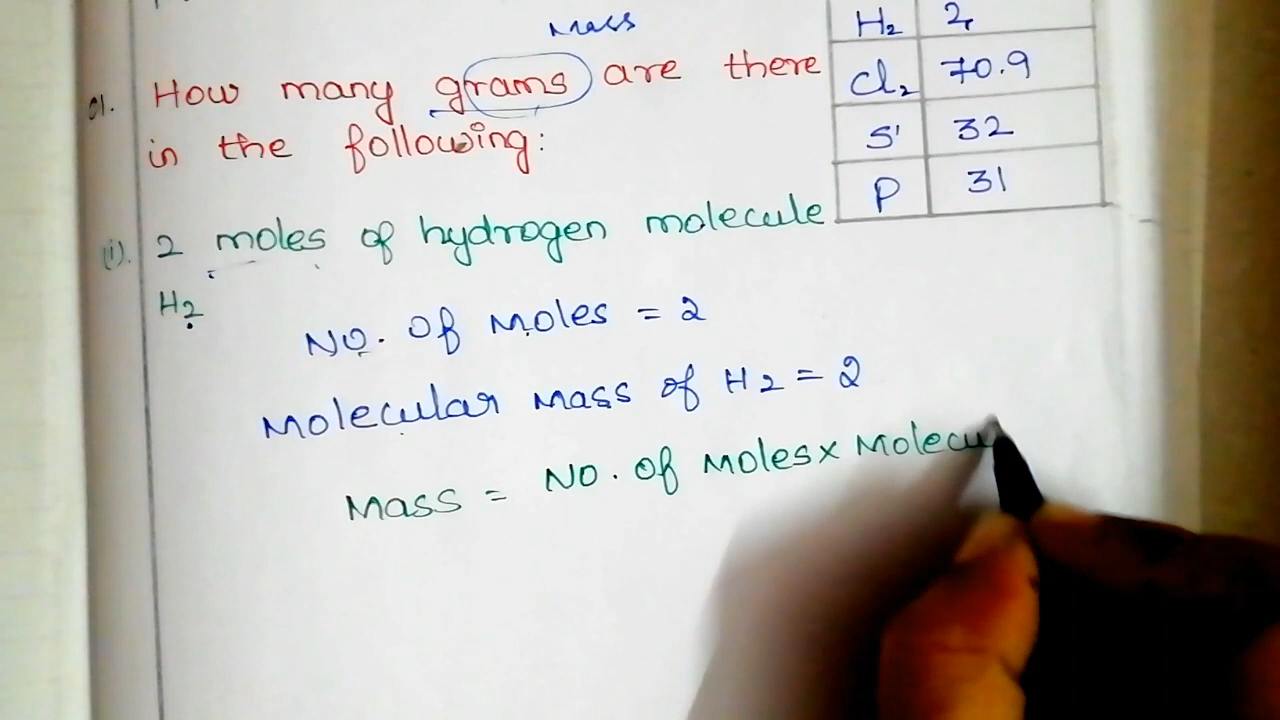 Mass
H2 2
01. How many grams are there
in the following:
Cl2 70.9
S 32
P 31
(i). 2 moles of hydrogen molecule
H2
No. of moles = 2
Molecular mass of H2 = 2
Mass = No. of moles x Molecu